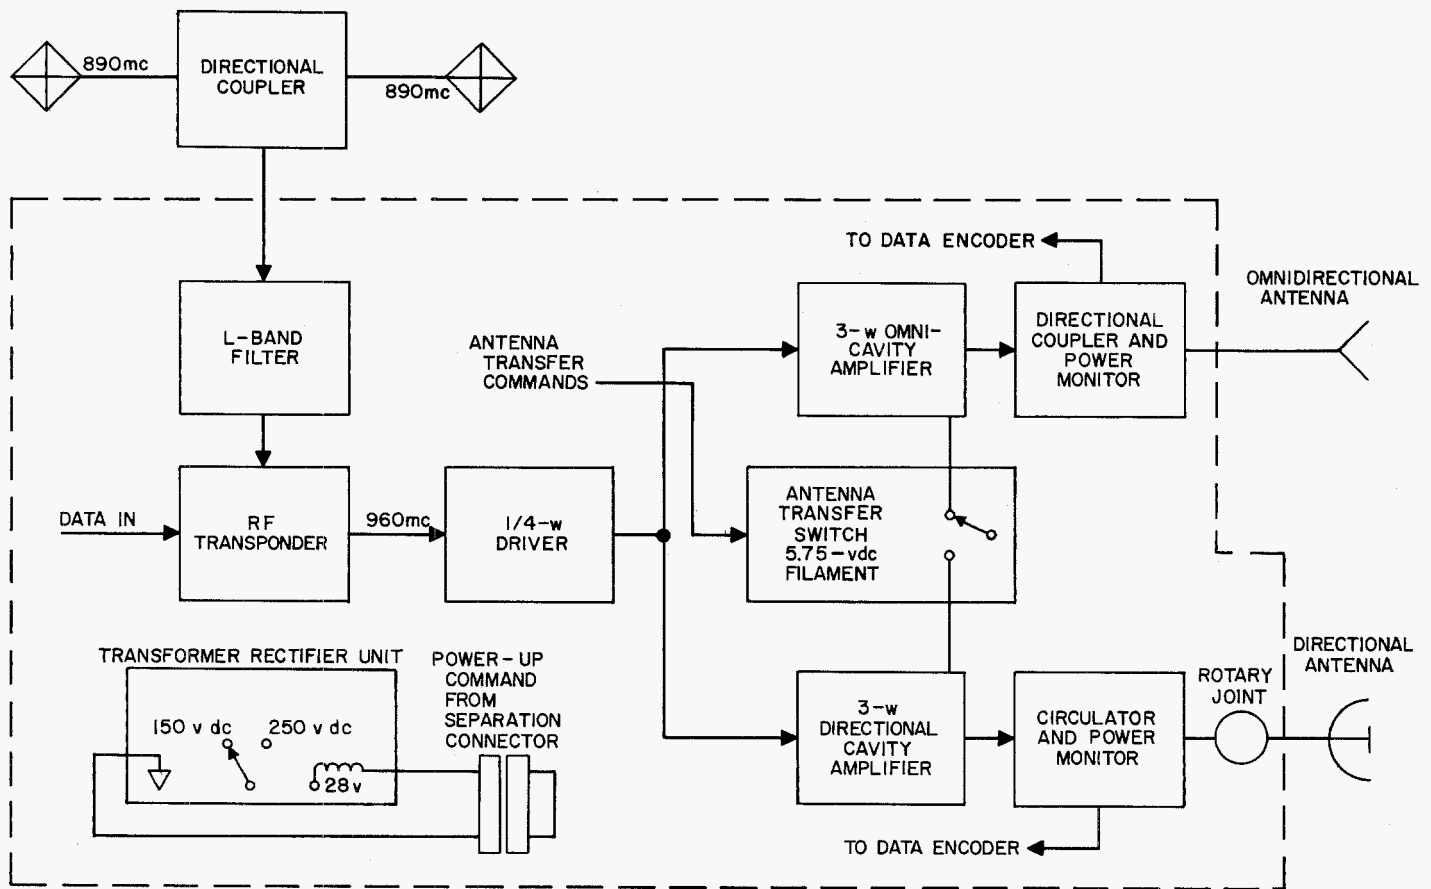 890mc
DIRECTIONAL
COUPLER
890mc
TO DATA ENCODER
OMNIDIRECTIONAL
ANTENNA
L-BAND
FILTER
ANTENNA
TRANSFER
COMMANDS
3-w OMNI-
CAVITY
AMPLIFIER
DIRECTIONAL
COUPLER AND
POWER
MONITOR
DATA IN
RF
TRANSPONDER
960mc
1/4-w
DRIVER
ANTENNA
TRANSFER
SWITCH
5.75-vdc
FILAMENT
TRANSFORMER RECTIFIER UNIT
150 v dc
250 v dc
28v
POWER-UP
COMMAND
FROM
SEPARATION
CONNECTOR
3-w
DIRECTIONAL
CAVITY
AMPLIFIER
CIRCULATOR
AND POWER
MONITOR
ROTARY
JOINT
DIRECTIONAL
ANTENNA
TO DATA ENCODER